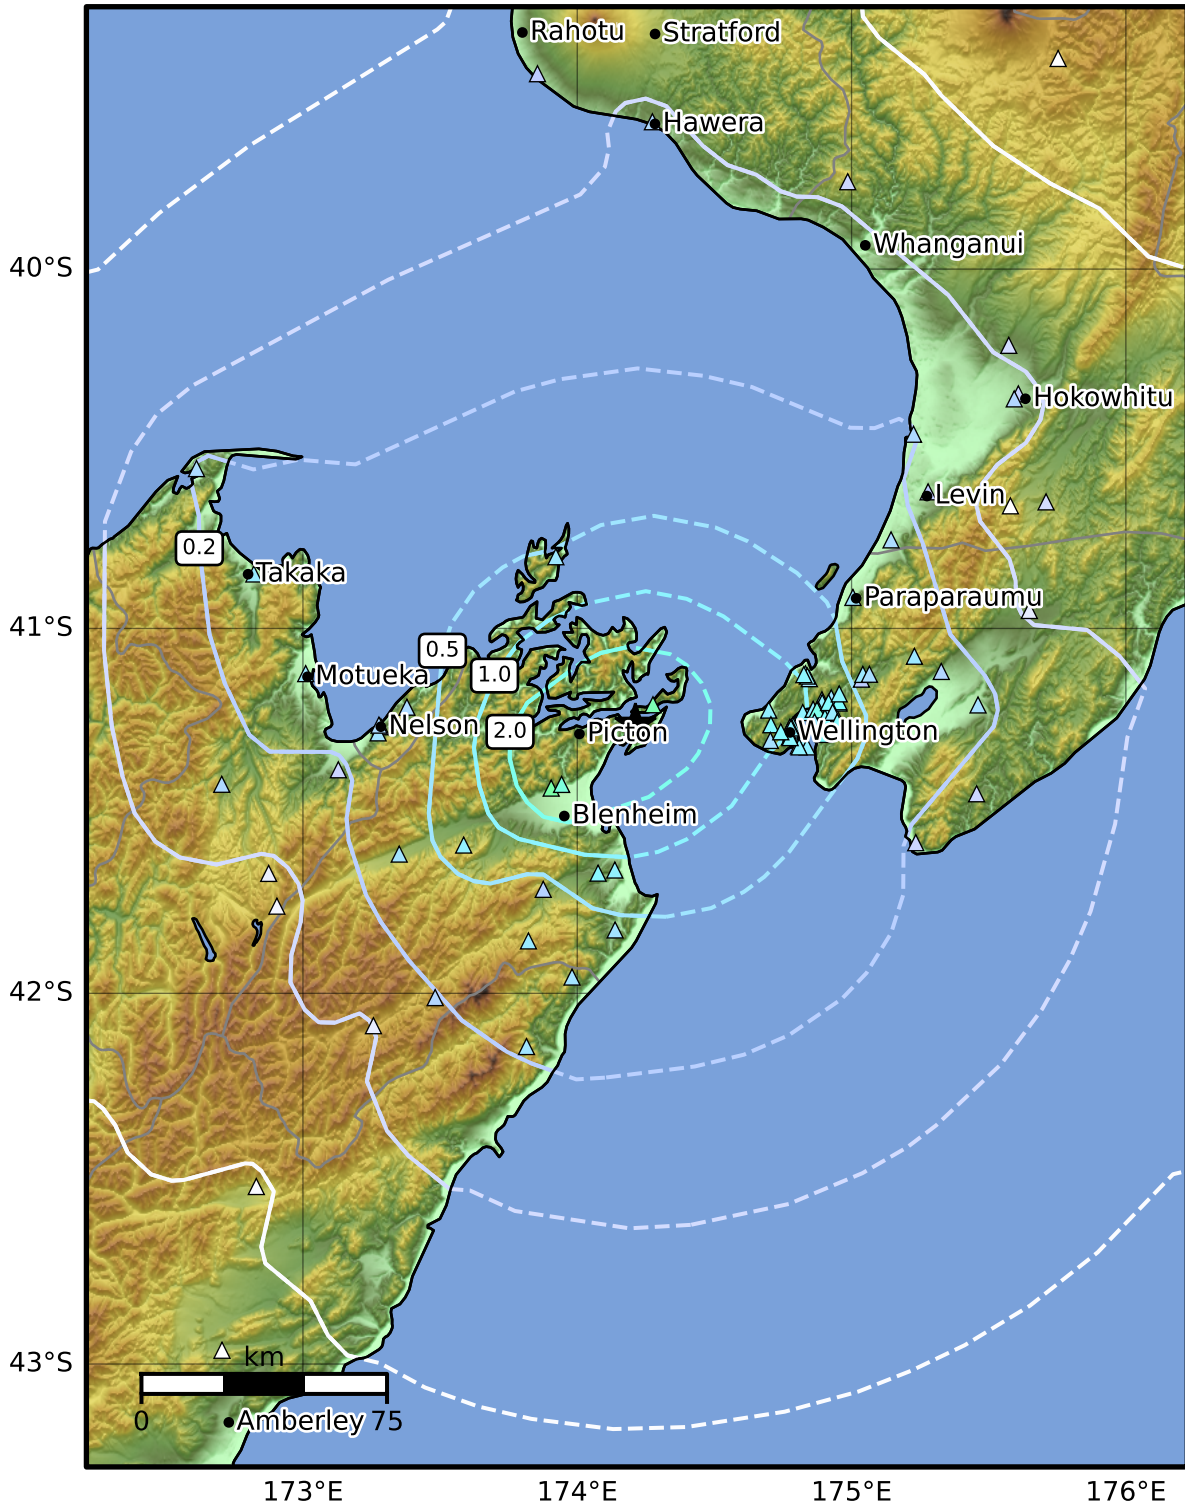 Rahotu
Stratford
Hawera
Whanganui
40°S
Hokowhitu
Levin
0.2
Takaka
Paraparaumu
41°S
0.5
1.0
Motueka
Nelson
2.0
Picton
Wellington
Blenheim
42°S
43°S
km
0
75
Amberley
173°E
174°E
175°E
176°E